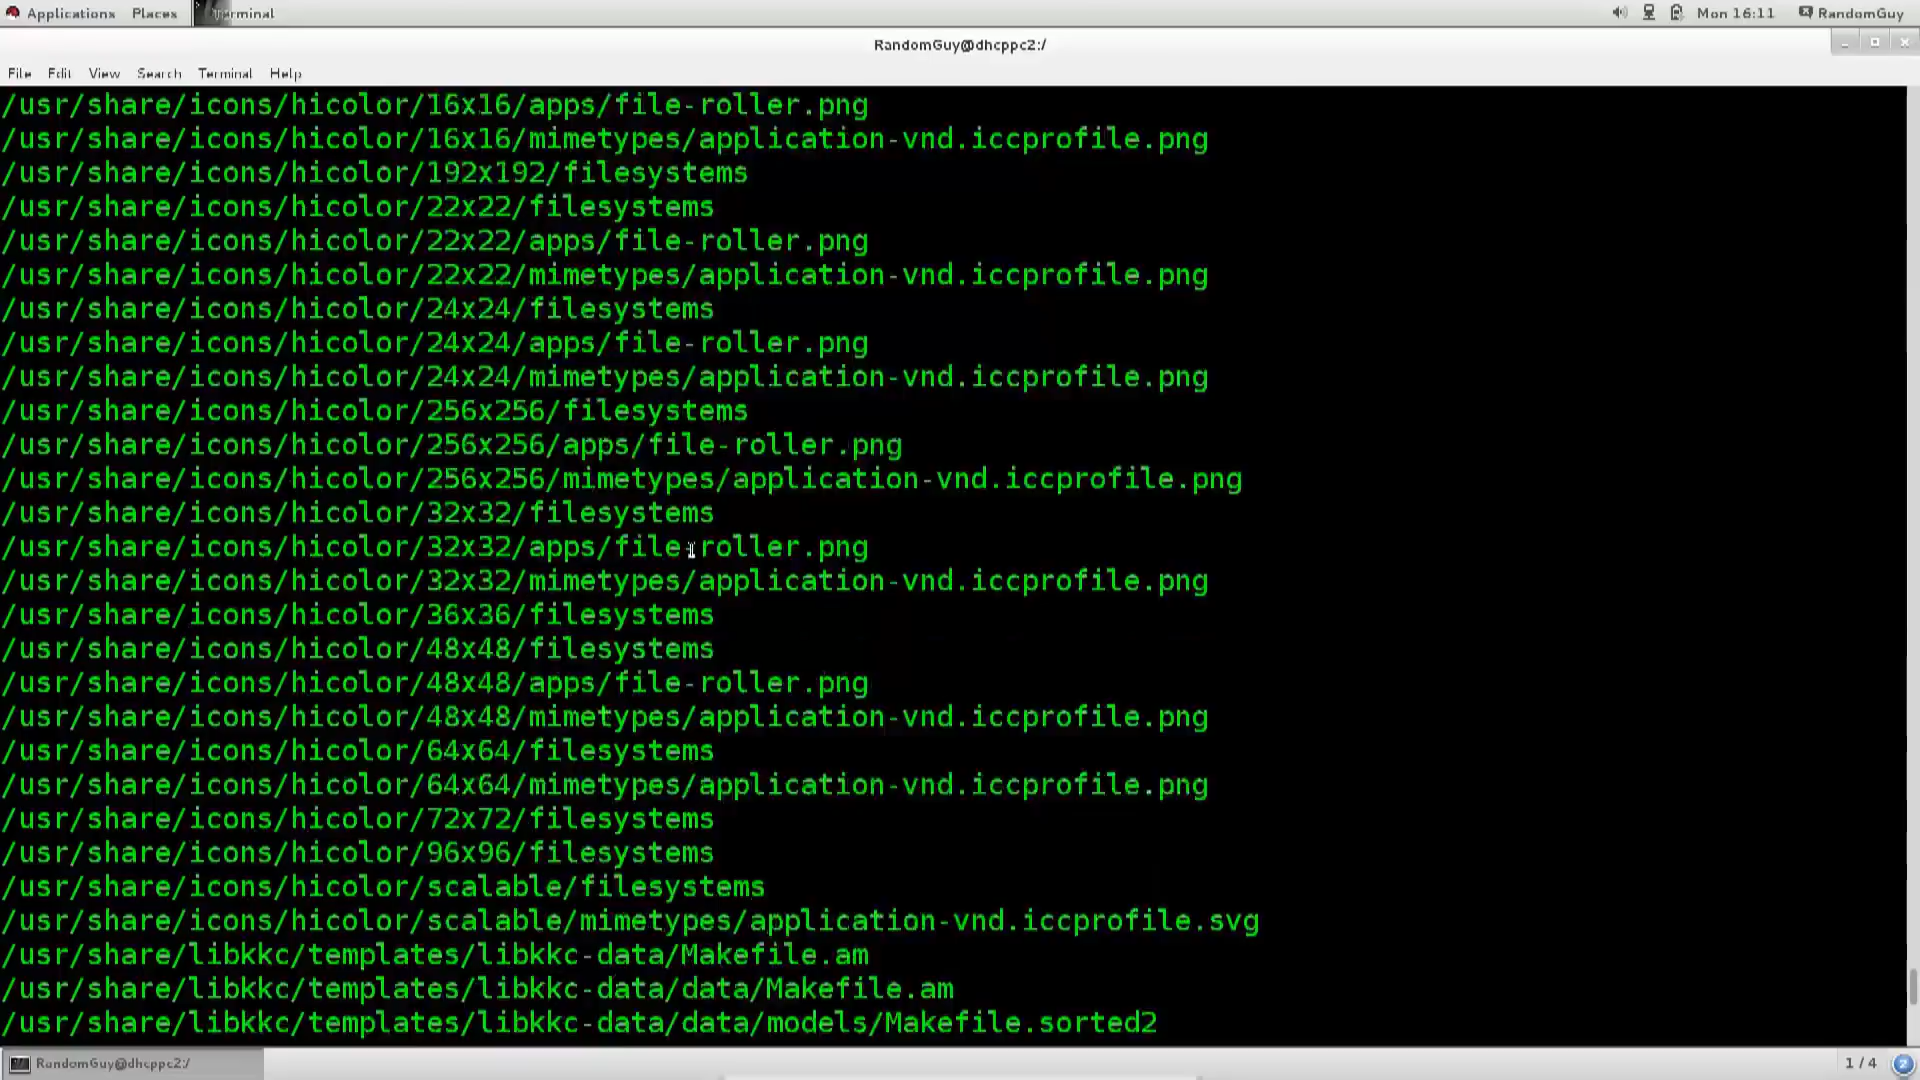 Applications Places Terminal Mon 16:11 RandomGuy
RandomGuy@dhcppc2:/
File Edit View Search Terminal Help
/usr/share/icons/hicolor/16x16/apps/file-roller.png
/usr/share/icons/hicolor/16x16/mimetypes/application-vnd.iccprofile.png
/usr/share/icons/hicolor/192x192/filesystems
/usr/share/icons/hicolor/22x22/filesystems
/usr/share/icons/hicolor/22x22/apps/file-roller.png
/usr/share/icons/hicolor/22x22/mimetypes/application-vnd.iccprofile.png
/usr/share/icons/hicolor/24x24/filesystems
/usr/share/icons/hicolor/24x24/apps/file-roller.png
/usr/share/icons/hicolor/24x24/mimetypes/application-vnd.iccprofile.png
/usr/share/icons/hicolor/256x256/filesystems
/usr/share/icons/hicolor/256x256/apps/file-roller.png
/usr/share/icons/hicolor/256x256/mimetypes/application-vnd.iccprofile.png
/usr/share/icons/hicolor/32x32/filesystems
/usr/share/icons/hicolor/32x32/apps/file-roller.png
/usr/share/icons/hicolor/32x32/mimetypes/application-vnd.iccprofile.png
/usr/share/icons/hicolor/36x36/filesystems
/usr/share/icons/hicolor/48x48/filesystems
/usr/share/icons/hicolor/48x48/apps/file-roller.png
/usr/share/icons/hicolor/48x48/mimetypes/application-vnd.iccprofile.png
/usr/share/icons/hicolor/64x64/filesystems
/usr/share/icons/hicolor/64x64/mimetypes/application-vnd.iccprofile.png
/usr/share/icons/hicolor/72x72/filesystems
/usr/share/icons/hicolor/96x96/filesystems
/usr/share/icons/hicolor/scalable/filesystems
/usr/share/icons/hicolor/scalable/mimetypes/application-vnd.iccprofile.svg
/usr/share/libkkc/templates/libkkc-data/Makefile.am
/usr/share/libkkc/templates/libkkc-data/data/Makefile.am
/usr/share/libkkc/templates/libkkc-data/data/models/Makefile.sorted2
RandomGuy@dhcppc2:/ 1 / 4 2